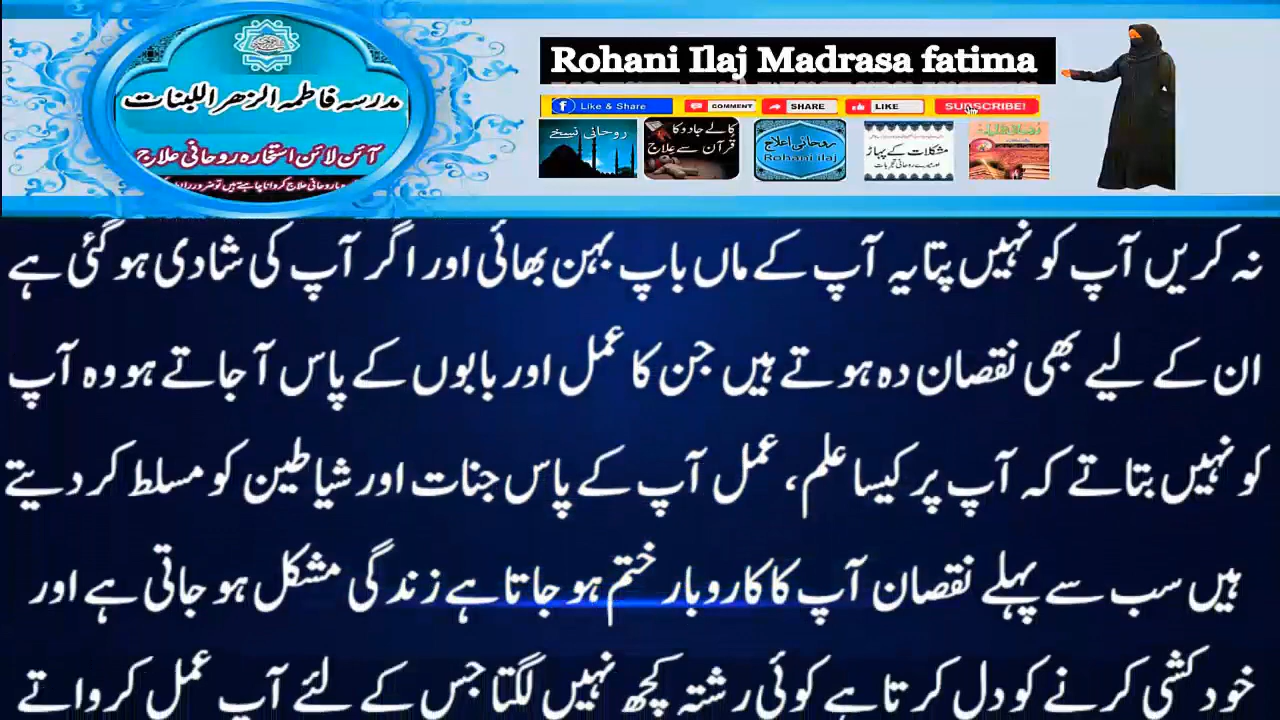 مدرسہ فاطمہ الزھراللبنات
آئن لائن استخارہ روحانی علاج
Rohani Ilaj Madrasa fatima
Like & Share
COMMENT
SHARE
LIKE
SUBSCRIBE!
روحانی نسخے
کالے جادو کا
قرآن سے علاج
روحانی علاج
Rohani Ilaj
مشکلات کے پہاڑ
نہ کریں آپ کو نہیں پتا یہ آپ کے ماں باپ بہن بھائی اور اگر آپ کی شادی ہو گئی ہے
ان کے لیے بھی نقصان دہ ہوتے ہیں جن کا عمل اور بابوں کے پاس آ جاتے ہو وہ آپ
کو نہیں بتاتے کہ آپ پر کیسا علم، عمل آپ کے پاس جنات اور شیاطین کو مسلط کر دیتے
ہیں سب سے پہلے نقصان آپ کا کاروبار ختم ہو جاتا ہے زندگی مشکل ہو جاتی ہے اور
خودکشی کرنے کو دل کرتا ہے کوئی رشتہ کچھ نہیں لگتا جس کے لئے آپ عمل کرواتے